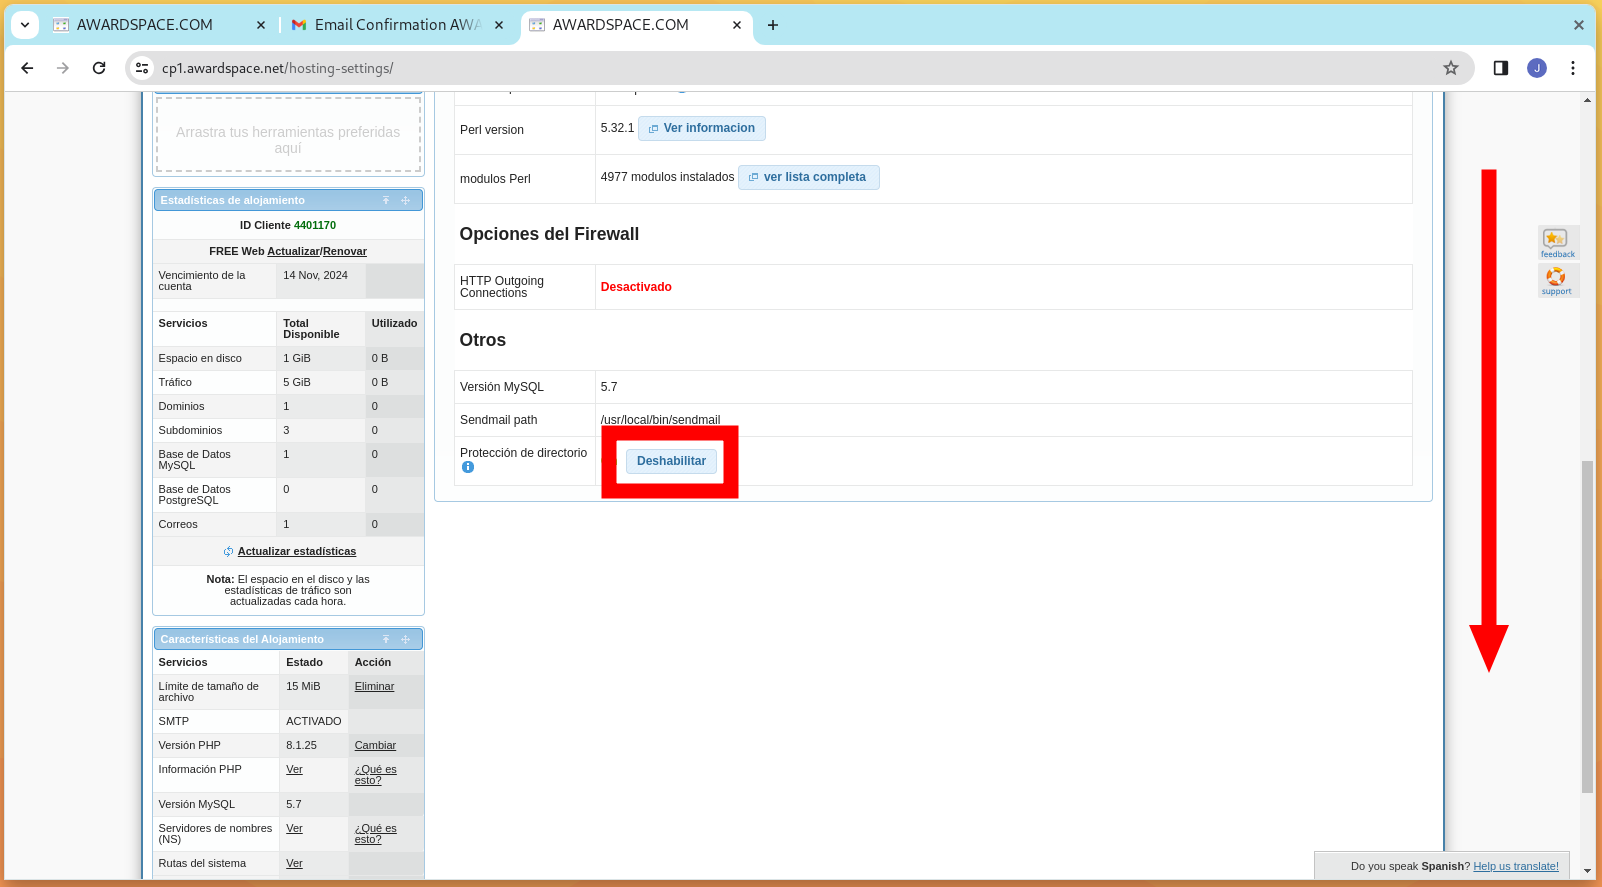 AWARDSPACE.COM
Email Confirmation AWA
AWARDSPACE.COM
cp1.awardspace.net/hosting-settings/
J
Arrastra tus herramientas preferidas
aquí
Estadísticas de alojamiento
ID Cliente 4401170
FREE Web Actualizar/Renovar
Vencimiento de la
cuenta
14 Nov, 2024
Servicios
Total
Disponible
Utilizado
Espacio en disco 1 GiB 0 B
Tráfico 5 GiB 0 B
Dominios 1 0
Subdominios 3 0
Base de Datos
MySQL
1 0
Base de Datos
PostgreSQL
0 0
Correos 1 0
Actualizar estadísticas
Nota: El espacio en el disco y las
estadísticas de tráfico son
actualizadas cada hora.
Características del Alojamiento
Servicios Estado Acción
Límite de tamaño de
archivo
15 MiB Eliminar
SMTP ACTIVADO
Versión PHP 8.1.25 Cambiar
Información PHP Ver ¿Qué es
esto?
Versión MySQL 5.7
Servidores de nombres
(NS)
Ver ¿Qué es
esto?
Rutas del sistema Ver
Perl version 5.32.1 Ver informacion
modulos Perl 4977 modulos instalados ver lista completa
Opciones del Firewall
HTTP Outgoing
Connections
Desactivado
Otros
Versión MySQL 5.7
Sendmail path /usr/local/bin/sendmail
Protección de directorio
Deshabilitar
feedback
support
Do you speak Spanish? Help us translate!